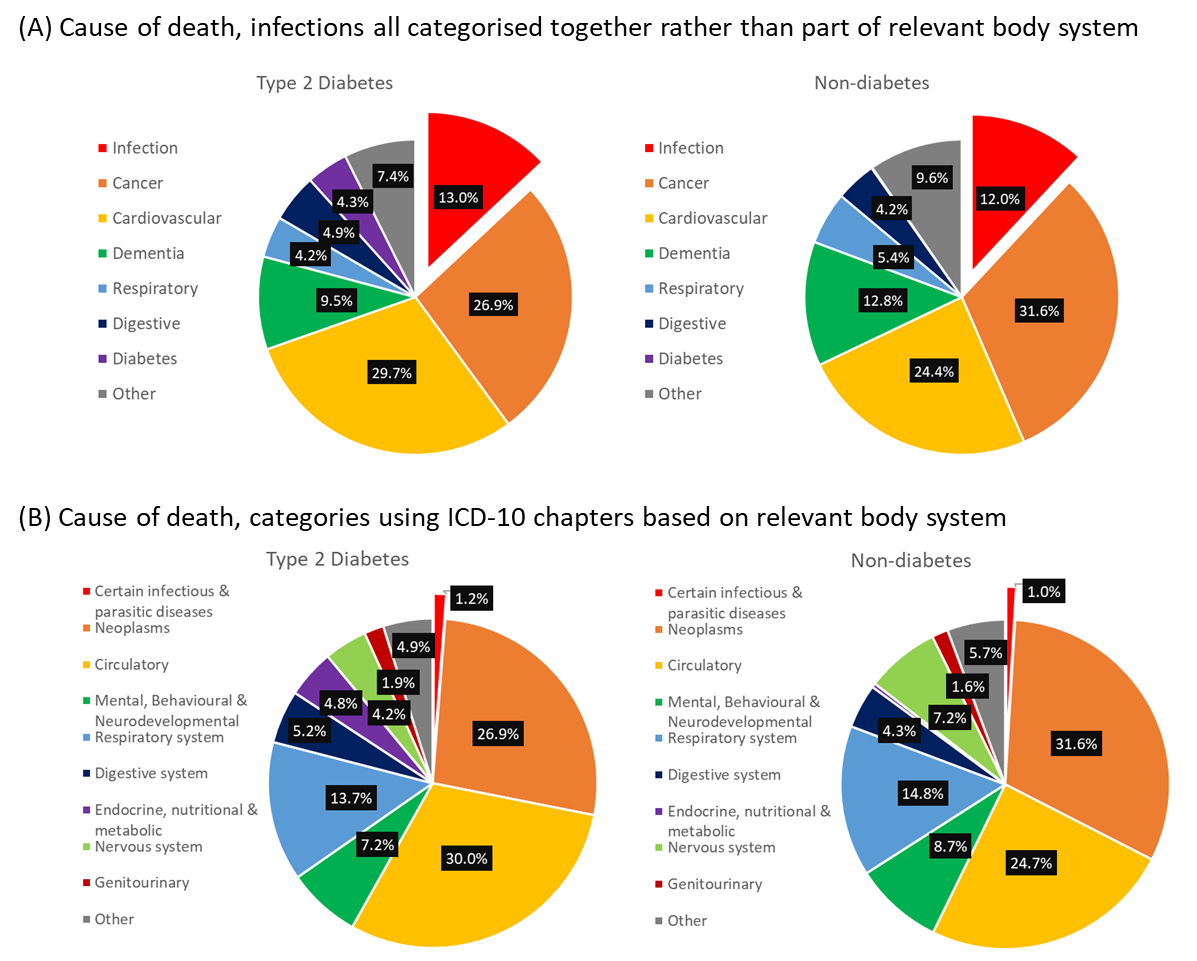 (A) Cause of death, infections all categorised together rather than part of relevant body system
Type 2 Diabetes
Infection
Cancer
Cardiovascular
Dementia
Respiratory
Digestive
Diabetes
Other
13.0%
26.9%
29.7%
9.5%
4.2%
4.9%
4.3%
7.4%
Non-diabetes
Infection
Cancer
Cardiovascular
Dementia
Respiratory
Digestive
Diabetes
Other
12.0%
31.6%
24.4%
12.8%
5.4%
4.2%
9.6%
(B) Cause of death, categories using ICD-10 chapters based on relevant body system
Type 2 Diabetes
Certain infectious &
parasitic diseases
Neoplasms
Circulatory
Mental, Behavioural &
Neurodevelopmental
Respiratory system
Digestive system
Endocrine, nutritional &
metabolic
Nervous system
Genitourinary
Other
1.2%
26.9%
30.0%
7.2%
13.7%
5.2%
4.8%
4.2%
1.9%
4.9%
Non-diabetes
Certain infectious &
parasitic diseases
Neoplasms
Circulatory
Mental, Behavioural &
Neurodevelopmental
Respiratory system
Digestive system
Endocrine, nutritional &
metabolic
Nervous system
Genitourinary
Other
1.0%
31.6%
24.7%
8.7%
14.8%
4.3%
7.2%
1.6%
5.7%